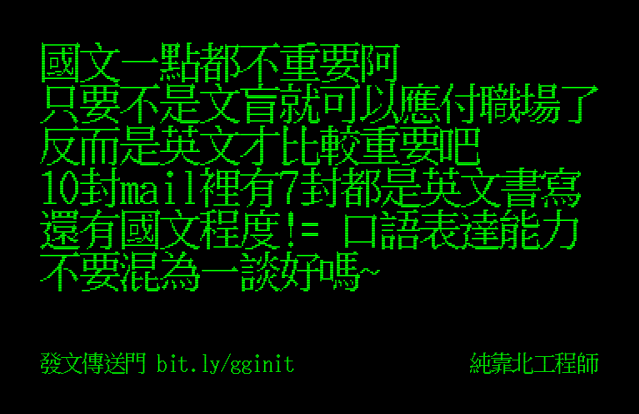 國文一點都不重要阿
只要不是文盲就可以應付職場了
反而是英文才比較重要吧
10封mail裡有7封都是英文書寫
還有國文程度!= 口語表達能力
不要混為一談好嗎~
發文傳送門 bit.ly/gginit
純靠北工程師